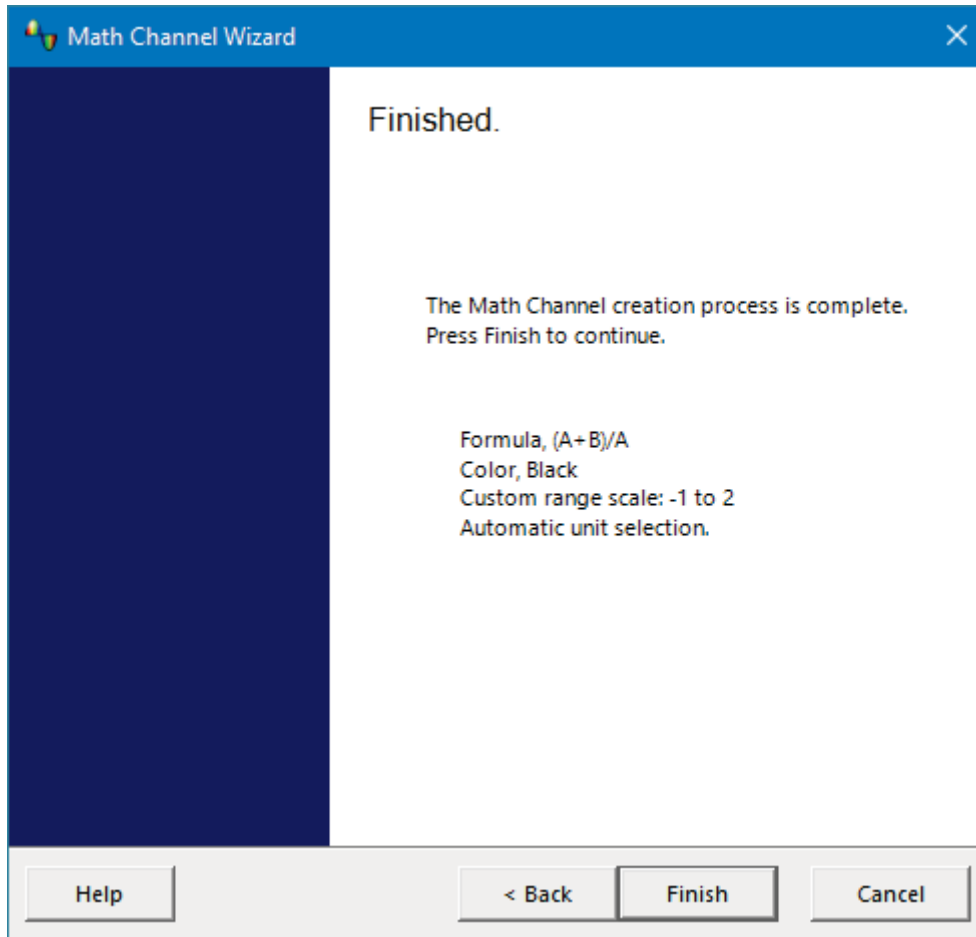 Math Channel Wizard
Finished.
The Math Channel creation process is complete.
Press Finish to continue.
Formula, (A+B)/A
Color, Black
Custom range scale: -1 to 2
Automatic unit selection.
Help
< Back
Finish
Cancel